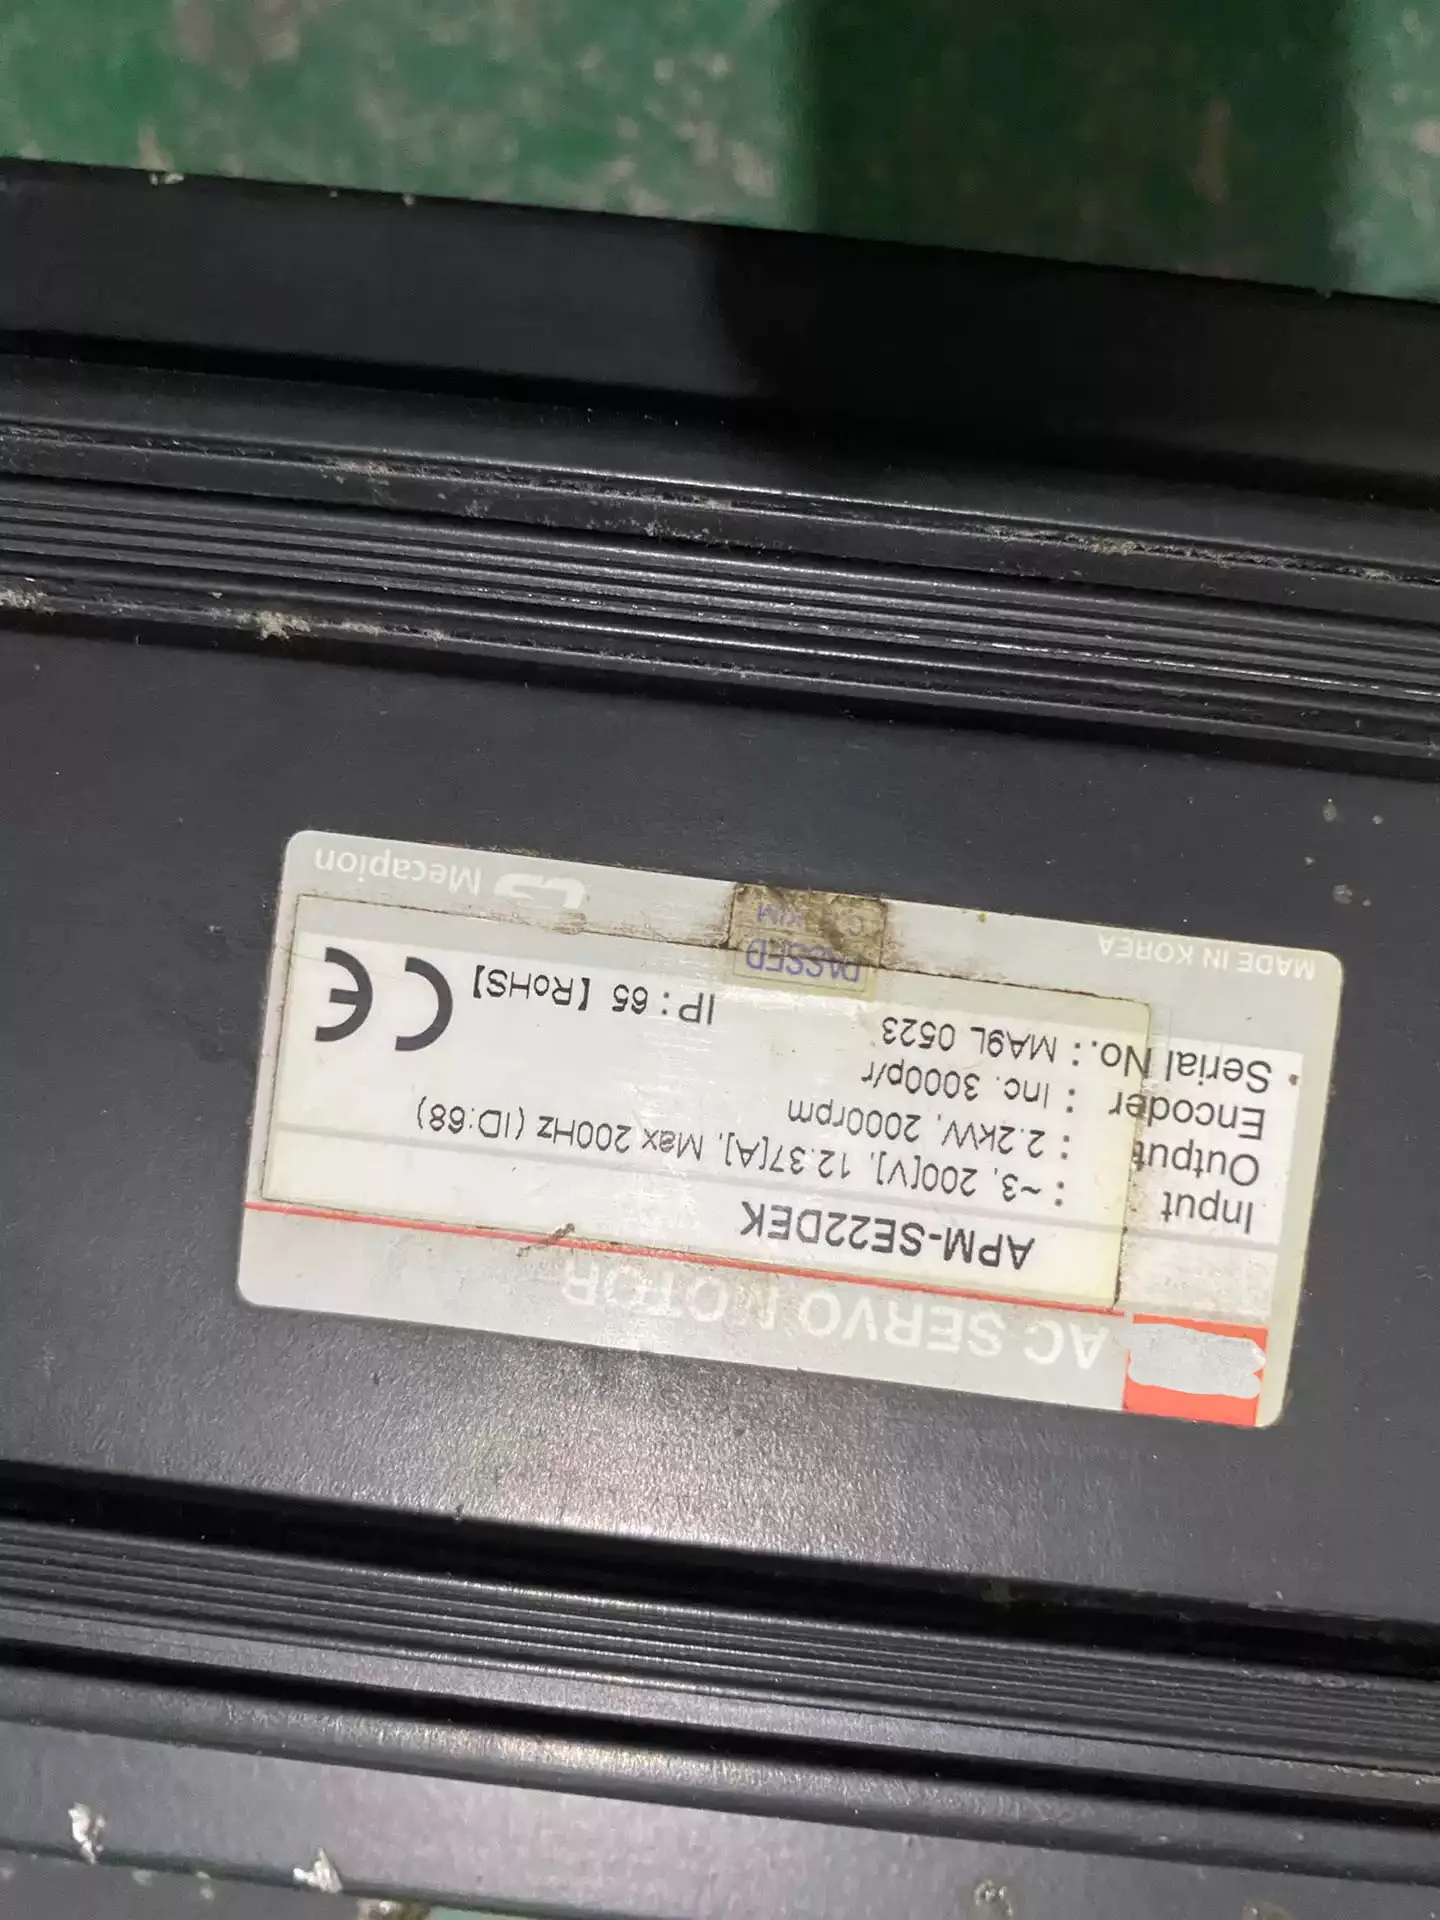 AC SERVO MOTOR
APM-SE22DEK
Input : ~3, 200[V], 12.37[A], Max 200Hz (ID:68)
Output : 2.2kW, 2000rpm
Encoder : Inc. 3000p/r
Serial No. : MA9L 0523 IP : 65 【RoHS】 CE
PASSED
KIM
MADE IN KOREA LS Mecapion